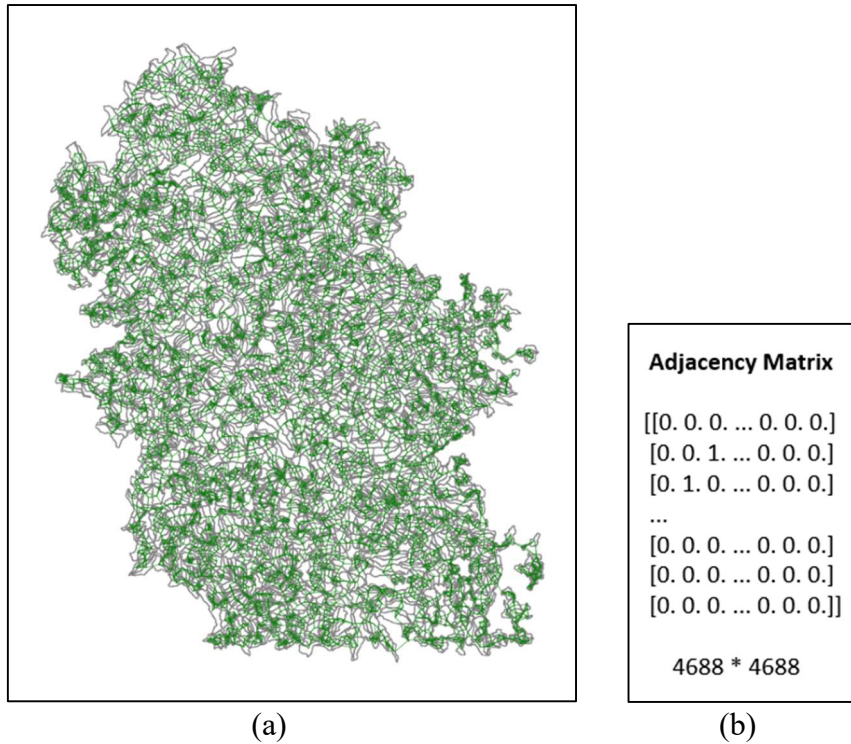 Adjacency Matrix
[[0. 0. 0. ... 0. 0. 0.]
[0. 0. 1. ... 0. 0. 0.]
[0. 1. 0. ... 0. 0. 0.]
...
[0. 0. 0. ... 0. 0. 0.]
[0. 0. 0. ... 0. 0. 0.]
[0. 0. 0. ... 0. 0. 0.]]
4688 * 4688
(a)
(b)